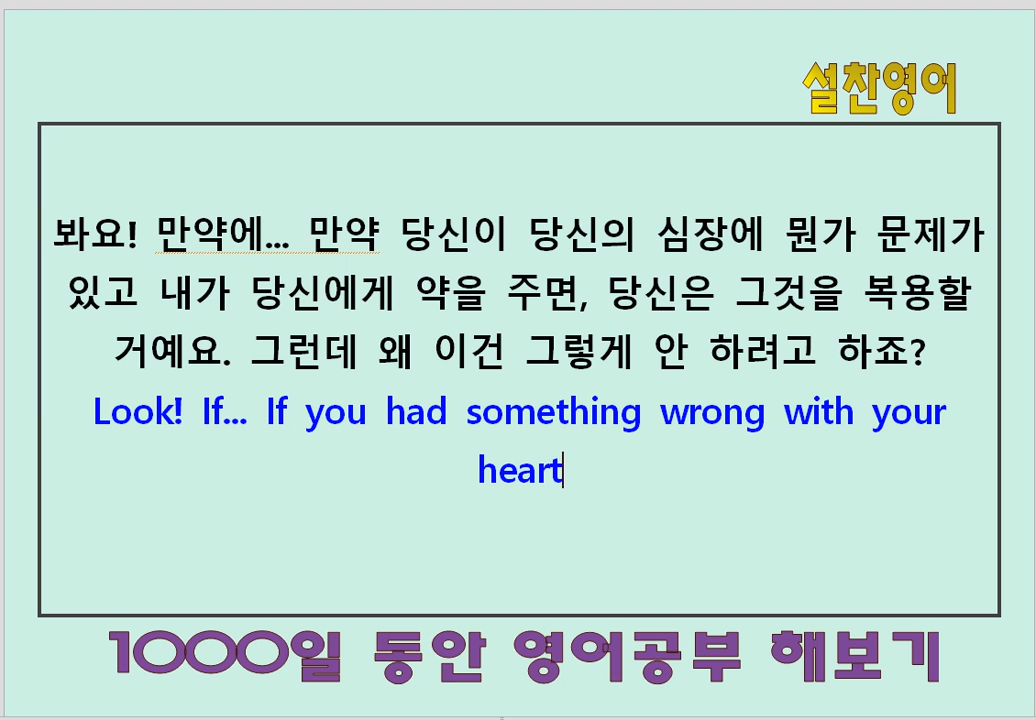 설찬영어
봐요! 만약에... 만약 당신이 당신의 심장에 뭔가 문제가
있고 내가 당신에게 약을 주면, 당신은 그것을 복용할
거예요. 그런데 왜 이건 그렇게 안 하려고 하죠?
Look! If... If you had something wrong with your
heart
1000일 동안 영어공부 해보기